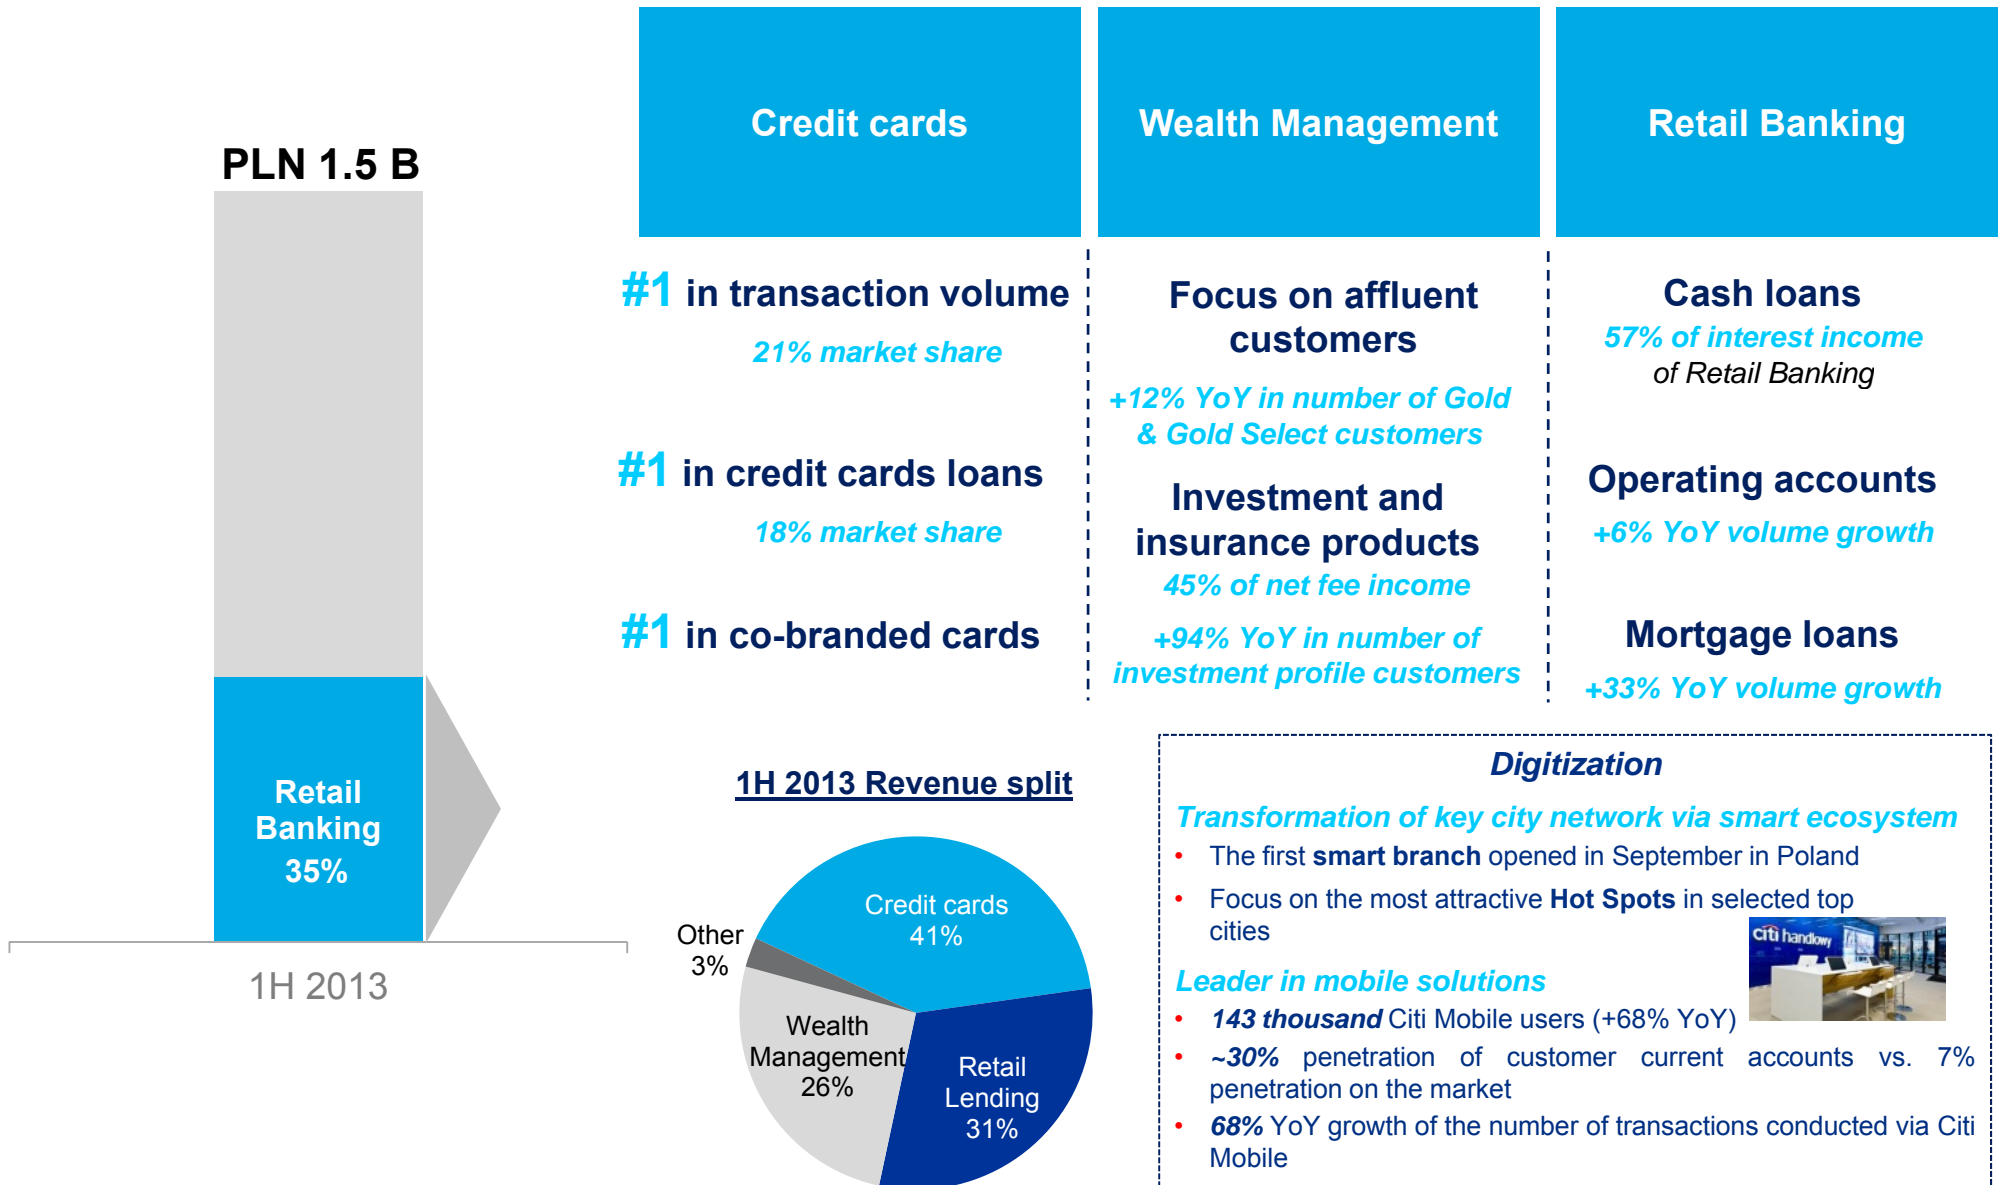 PLN 1.5 B
Retail
Banking
35%
1H 2013
Credit cards
#1 in transaction volume
21% market share
#1 in credit cards loans
18% market share
#1 in co-branded cards
Wealth Management
Focus on affluent
customers
+12% YoY in number of Gold
& Gold Select customers
Investment and
insurance products
45% of net fee income
+94% YoY in number of
investment profile customers
Retail Banking
Cash loans
57% of interest income
of Retail Banking
Operating accounts
+6% YoY volume growth
Mortgage loans
+33% YoY volume growth
1H 2013 Revenue split
Credit cards
41%
Other
3%
Wealth
Management
26%
Retail
Lending
31%
Digitization
Transformation of key city network via smart ecosystem
• The first smart branch opened in September in Poland
• Focus on the most attractive Hot Spots in selected top
cities
citi handlowy
Leader in mobile solutions
• 143 thousand Citi Mobile users (+68% YoY)
• ~30% penetration of customer current accounts vs. 7%
penetration on the market
• 68% YoY growth of the number of transactions conducted via Citi
Mobile